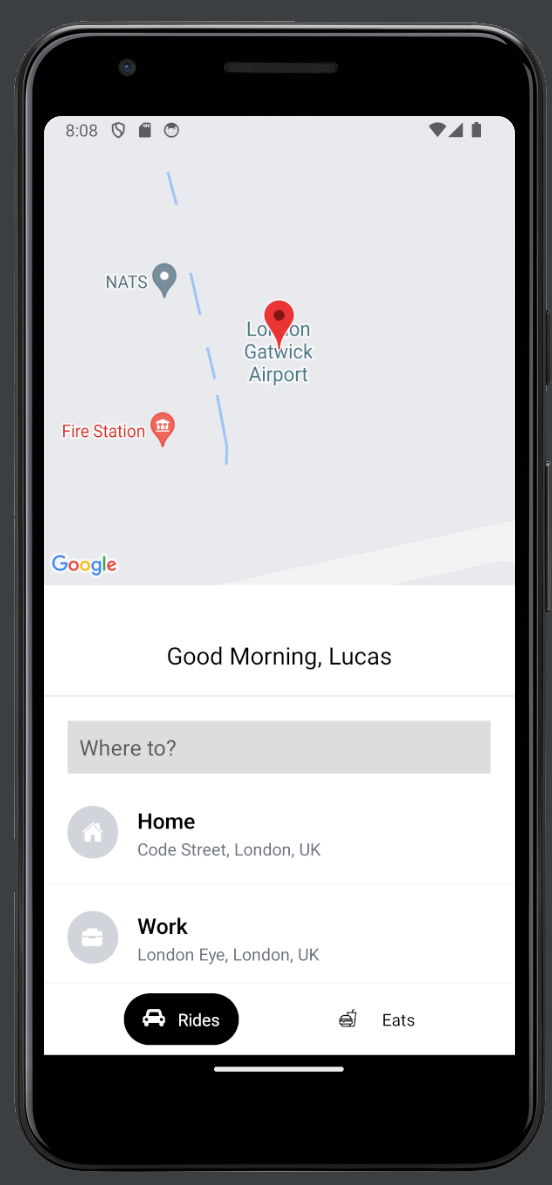 8:08
NATS
London
Gatwick
Airport
Fire Station
Google
Good Morning, Lucas
Where to?
Home
Code Street, London, UK
Work
London Eye, London, UK
Rides
Eats